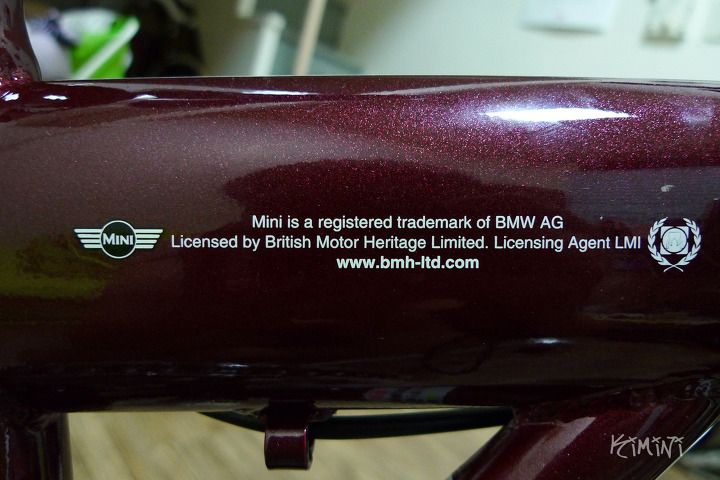 MINI
Mini is a registered trademark of BMW AG
Licensed by British Motor Heritage Limited. Licensing Agent LMI
www.bmh-ltd.com
KiMiNi